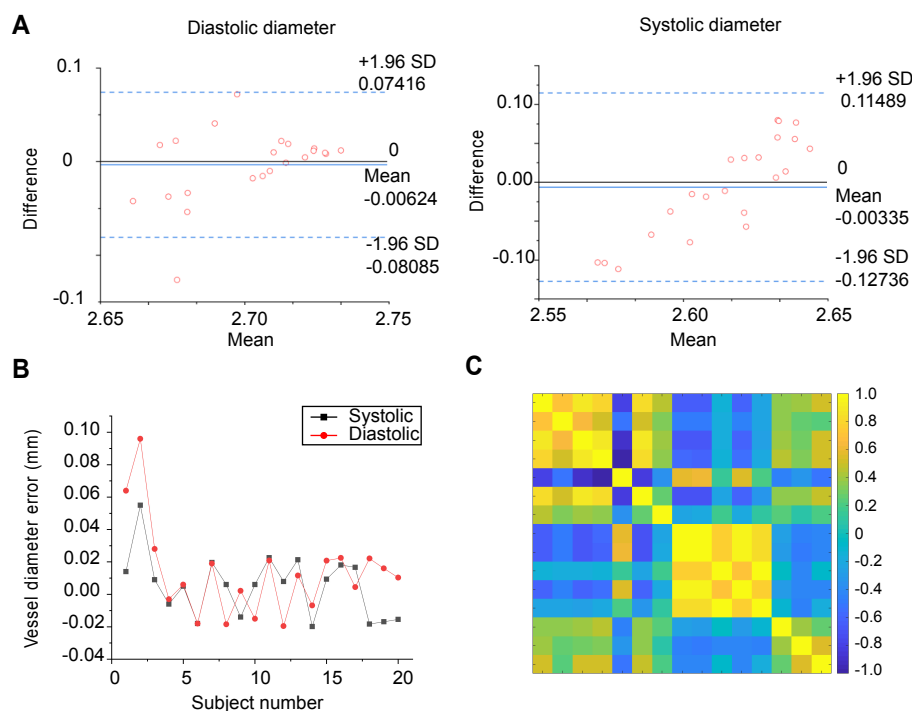 A
Diastolic diameter
Systolic diameter
0.1
0
-0.1
Difference
+1.96 SD
0.07416
0
Mean
-0.00624
-1.96 SD
-0.08085
2.65
2.70
2.75
Mean
0.10
0.00
-0.10
Difference
+1.96 SD
0.11489
0
Mean
-0.00335
-1.96 SD
-0.12736
2.55
2.60
2.65
Mean
B
Systolic
Diastolic
0.10
0.08
0.06
0.04
0.02
0.00
-0.02
-0.04
Vessel diameter error (mm)
0
5
10
15
20
Subject number
C
1.0
0.8
0.6
0.4
0.2
0
-0.2
-0.4
-0.6
-0.8
-1.0